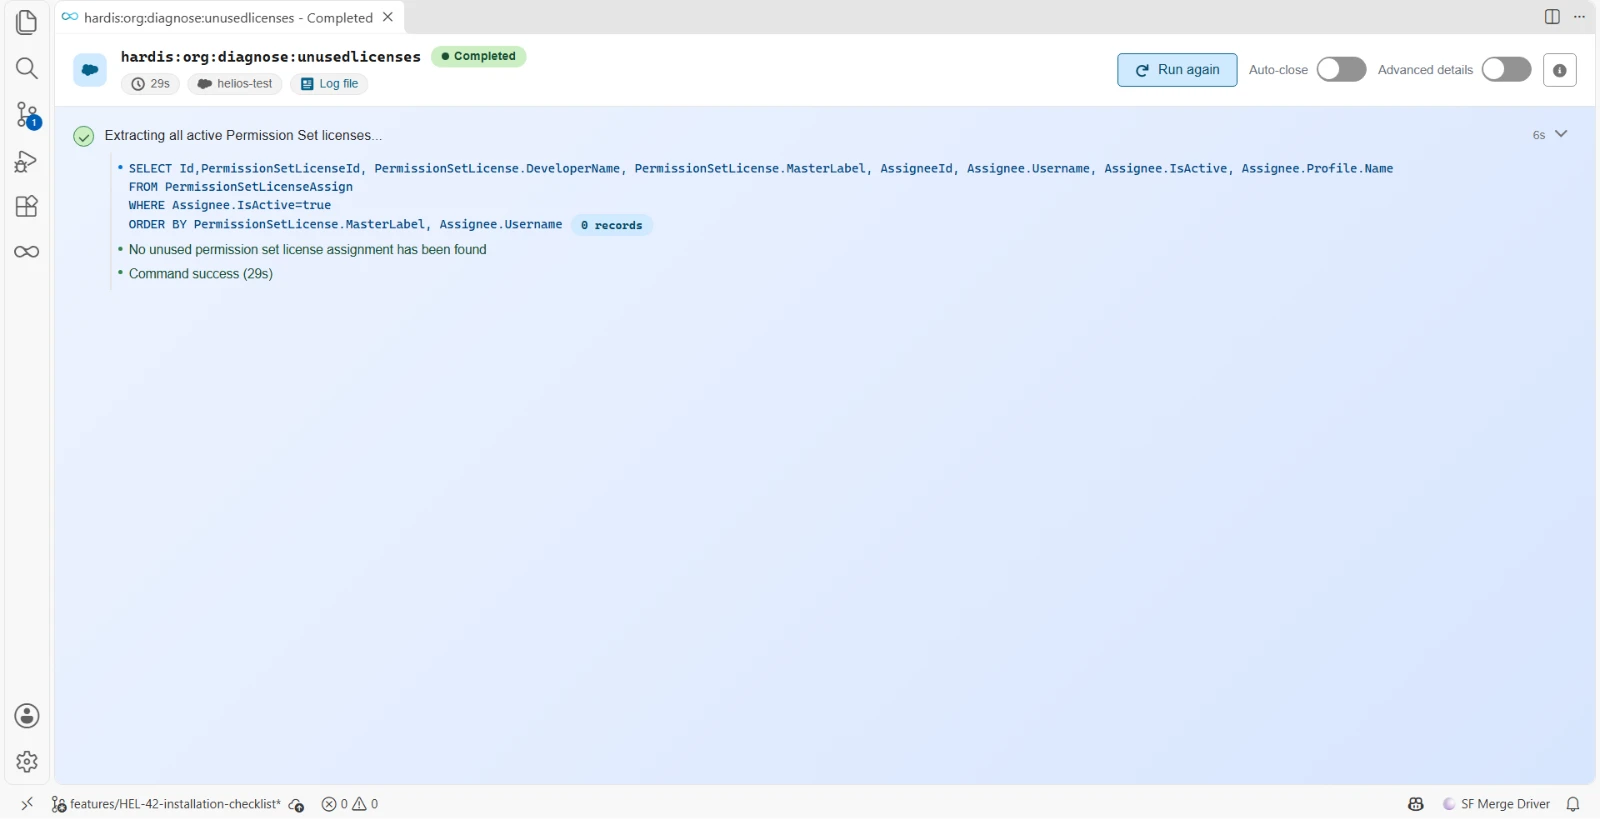 hardis:org:diagnose:unusedlicenses - Completed
hardis:org:diagnose:unusedlicenses
Completed
29s
helios-test
Log file
Run again
Auto-close
Advanced details
Extracting all active Permission Set licenses...
6s
SELECT Id,PermissionSetLicenseId, PermissionSetLicense.DeveloperName, PermissionSetLicense.MasterLabel, AssigneeId, Assignee.Username, Assignee.IsActive, Assignee.Profile.Name
FROM PermissionSetLicenseAssign
WHERE Assignee.IsActive=true
ORDER BY PermissionSetLicense.MasterLabel, Assignee.Username 0 records
No unused permission set license assignment has been found
Command success (29s)
1
features/HEL-42-installation-checklist*
0
0
SF Merge Driver